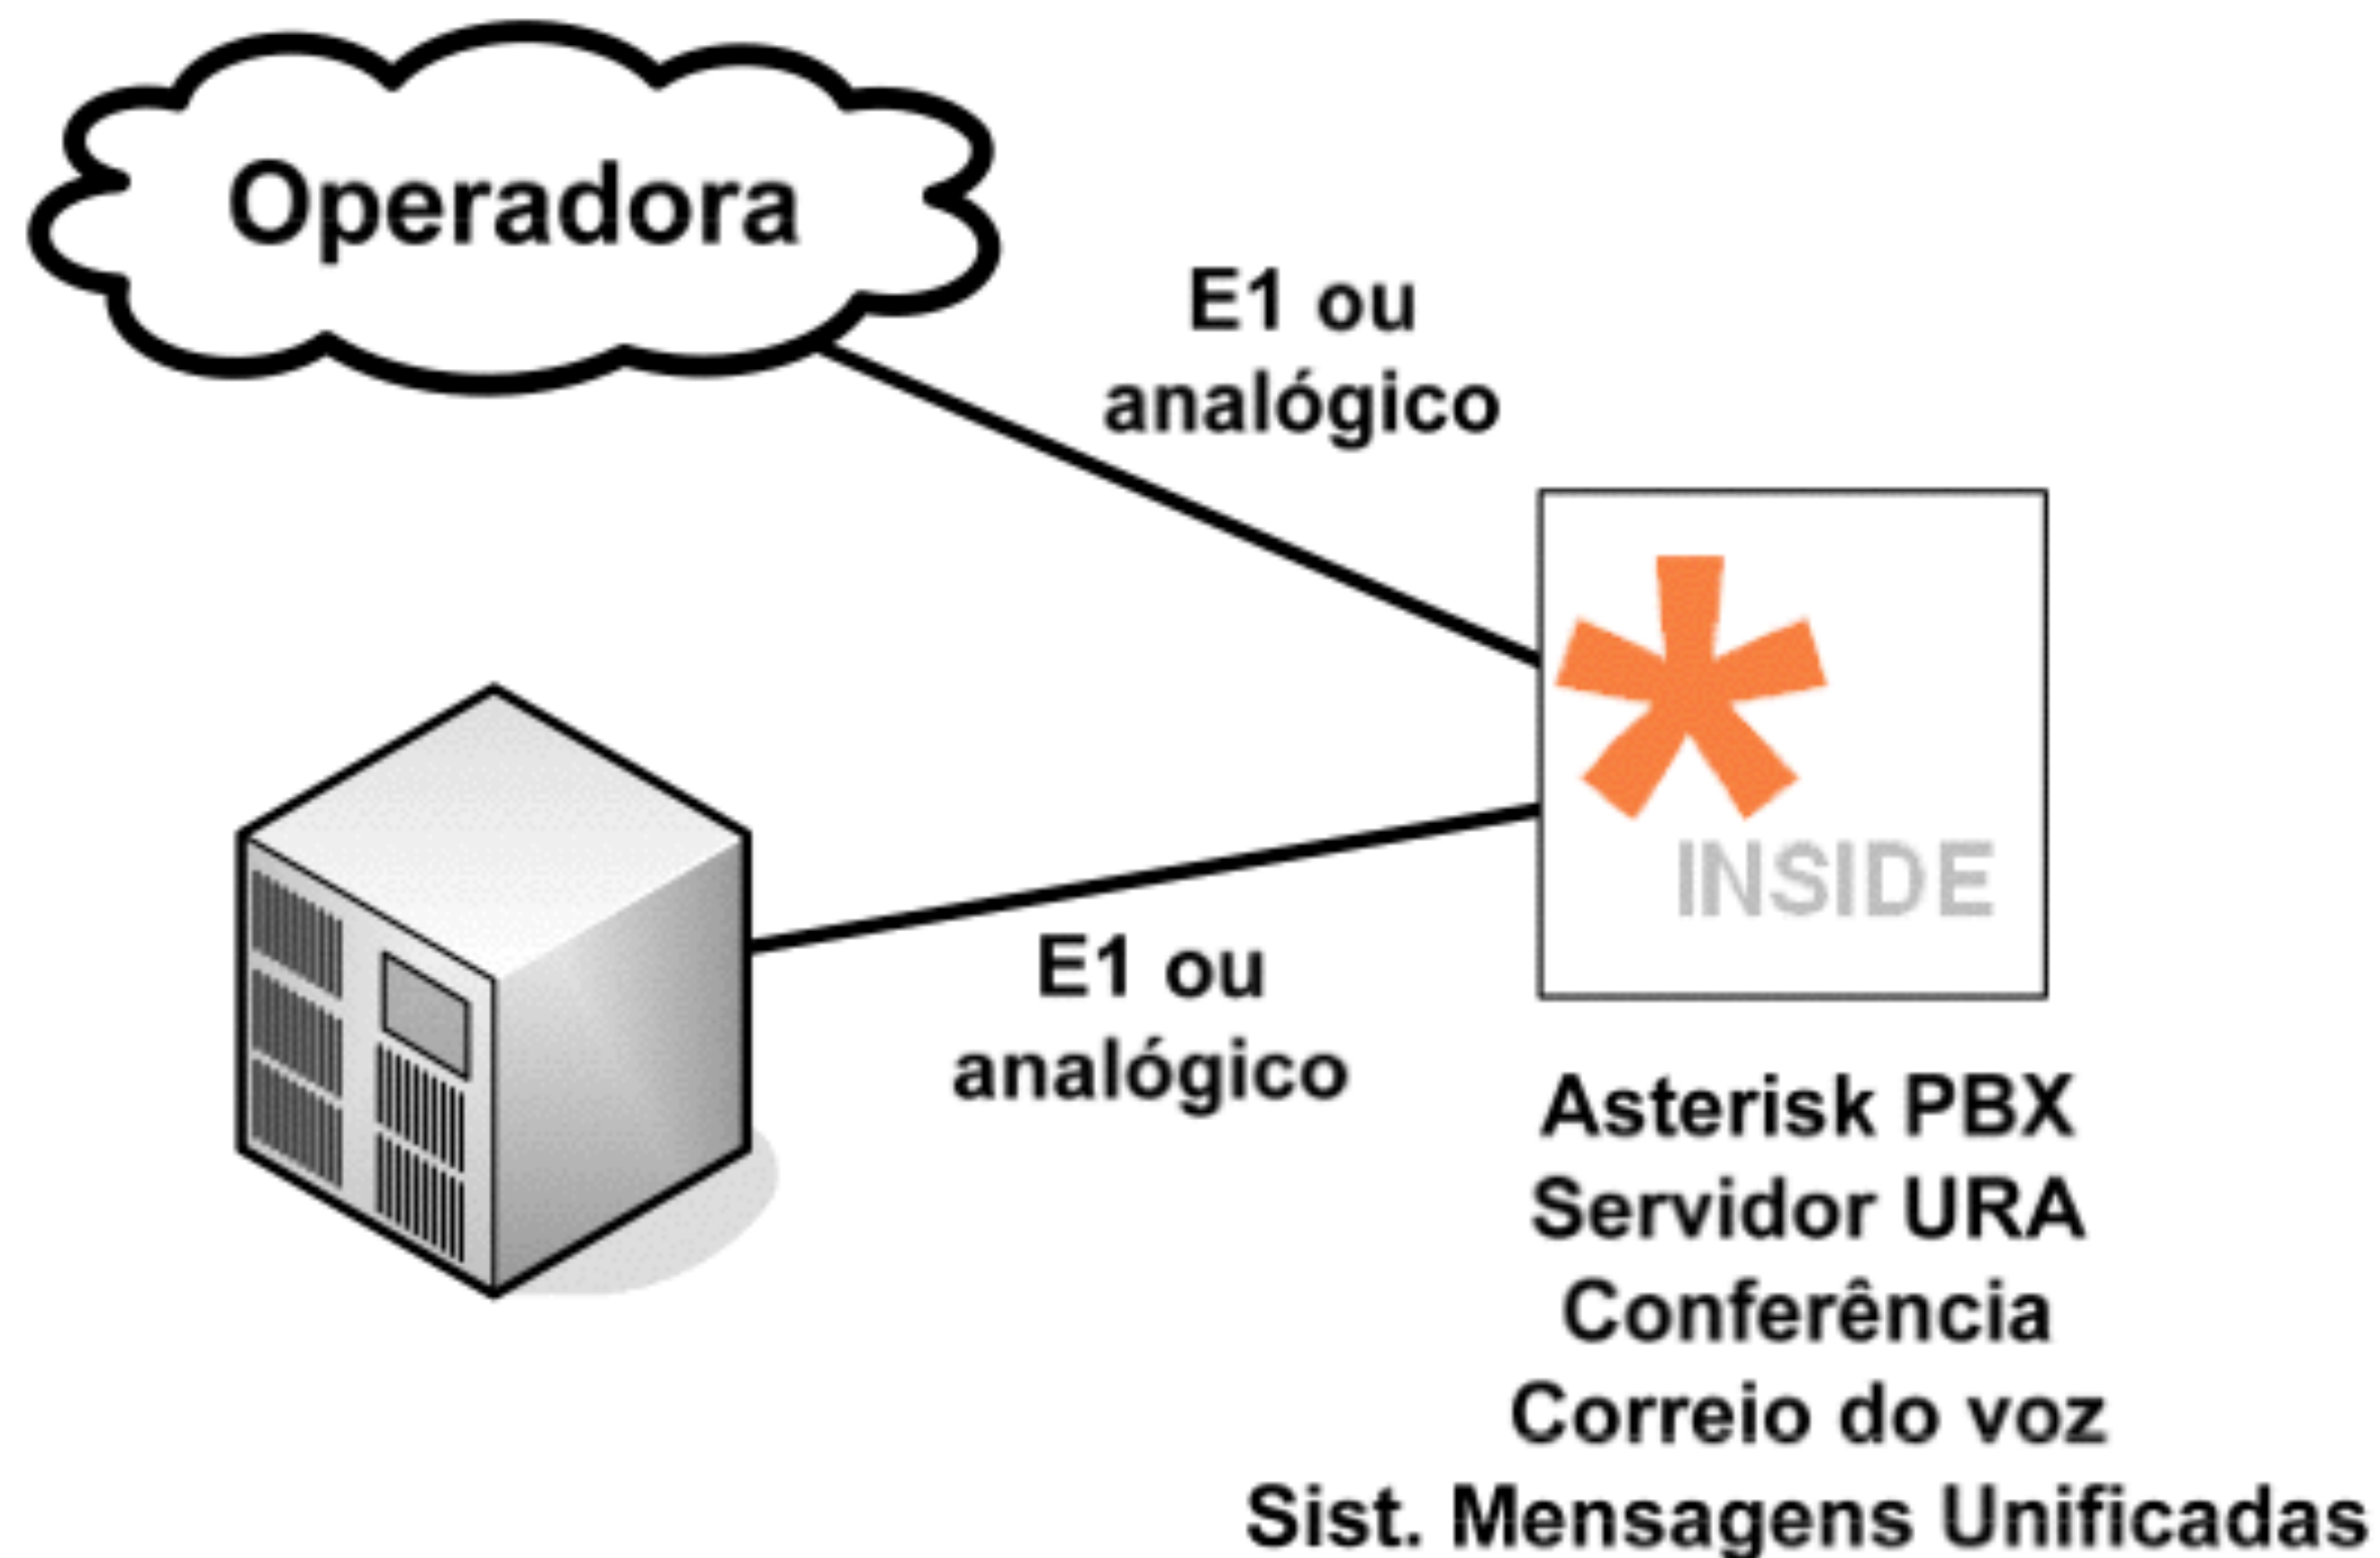 Operadora
E1 ou
analógico
INSIDE
E1 ou
analógico
Asterisk PBX
Servidor URA
Conferência
Correio do voz
Sist. Mensagens Unificadas